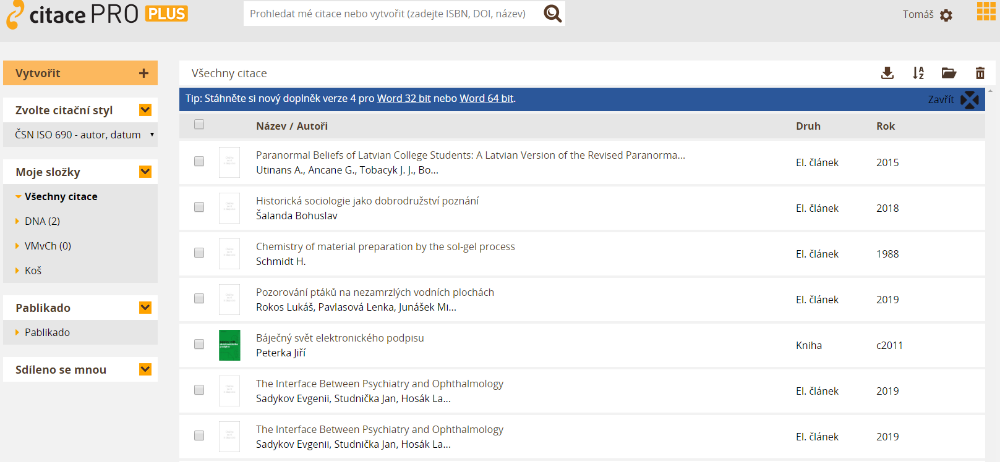 citace PRO PLUS
Prohledat mé citace nebo vytvořit (zadejte ISBN, DOI, název)
Tomáš
Vytvořit
Zvolte citační styl
ČSN ISO 690 - autor, datum
Moje složky
Všechny citace
DNA (2)
VMvCh (0)
Koš
Pablikado
Pablikado
Sdíleno se mnou
Všechny citace
Tip: Stáhněte si nový doplněk verze 4 pro Word 32 bit nebo Word 64 bit. Zavřít
Název / Autoři Druh Rok
Paranormal Beliefs of Latvian College Students: A Latvian Version of the Revised Paranorma...
Utinans A., Ancane G., Tobacyk J. J., Bo...
El. článek 2015
Historická sociologie jako dobrodružství poznání
Šalanda Bohuslav
El. článek 2018
Chemistry of material preparation by the sol-gel process
Schmidt H.
El. článek 1988
Pozorování ptáků na nezamrzlých vodních plochách
Rokos Lukáš, Pavlasová Lenka, Junášek Mi...
El. článek 2019
Báječný svět elektronického podpisu
Peterka Jiří
Kniha c2011
The Interface Between Psychiatry and Ophthalmology
Sadykov Evgenii, Studnička Jan, Hosák La...
El. článek 2019
The Interface Between Psychiatry and Ophthalmology
Sadykov Evgenii, Studnička Jan, Hosák La...
El. článek 2019